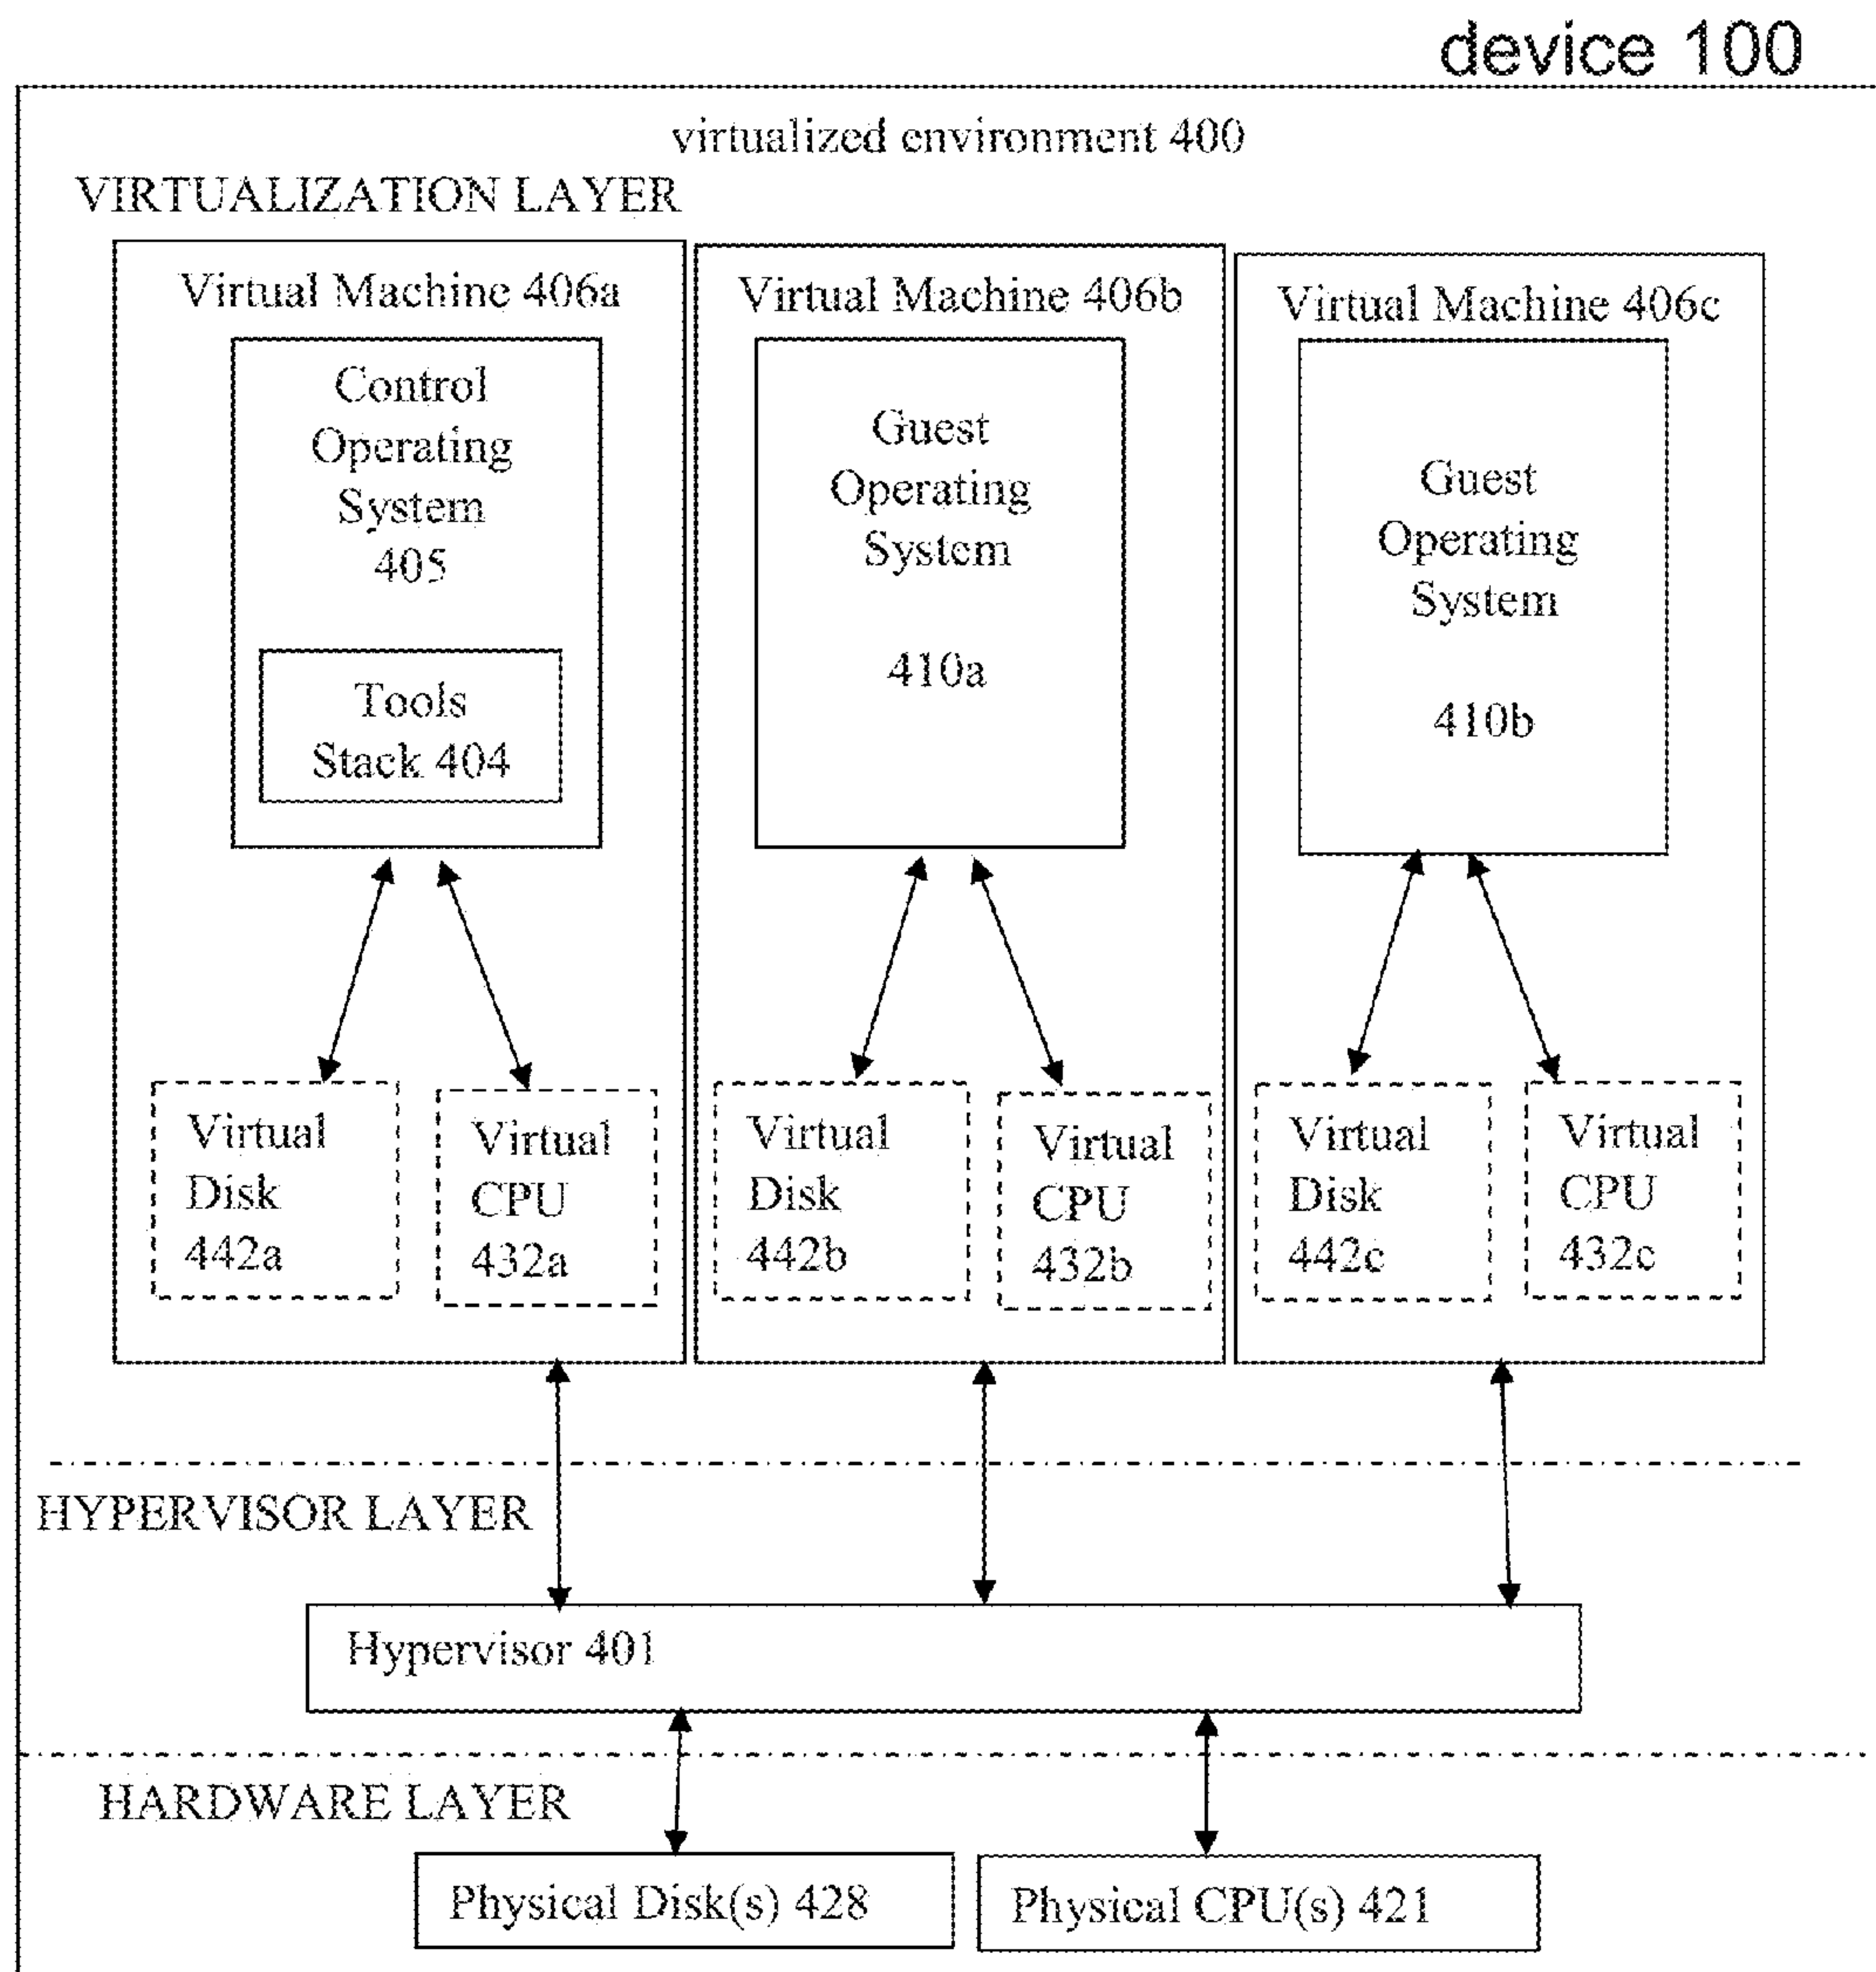 device 100
virtualized environment 400
VIRTUALIZATION LAYER
Virtual Machine 406a
Control
Operating
System
405
Tools
Stack 404
Virtual
Disk
442a
Virtual
CPU
432a
Virtual Machine 406b
Guest
Operating
System
410a
Virtual
Disk
442b
Virtual
CPU
432b
Virtual Machine 406c
Guest
Operating
System
410b
Virtual
Disk
442c
Virtual
CPU
432c
HYPERVISOR LAYER
Hypervisor 401
HARDWARE LAYER
Physical Disk(s) 428
Physical CPU(s) 421